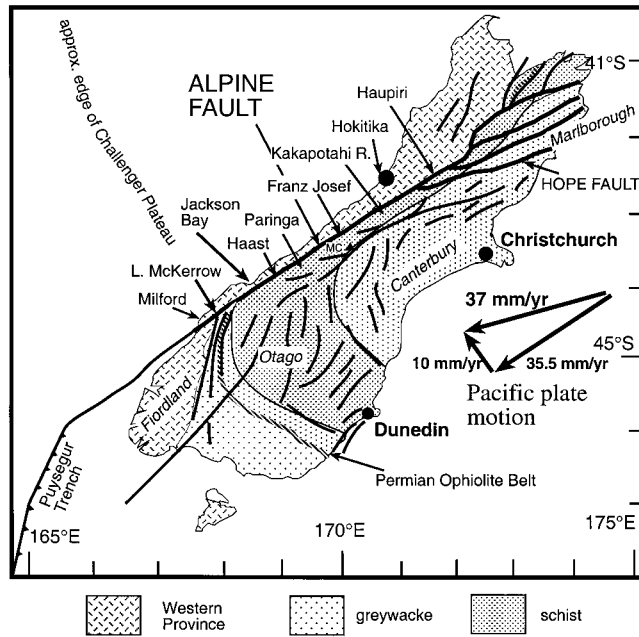 approx. edge of Challenger Plateau
ALPINE
FAULT
Haupiri
Hokitika
Kakapotahi R.
Franz Josef
Jackson
Bay
Paringa
Haast
L. McKerrow
Milford
41°S
Marlborough
HOPE FAULT
MC
Canterbury
Christchurch
37 mm/yr
10 mm/yr
35.5 mm/yr
45°S
Pacific plate
motion
Otago
Fiordland
Dunedin
Permian Ophiolite Belt
Puysegur
Trench
165°E
170°E
175°E
Western
Province
greywacke
schist